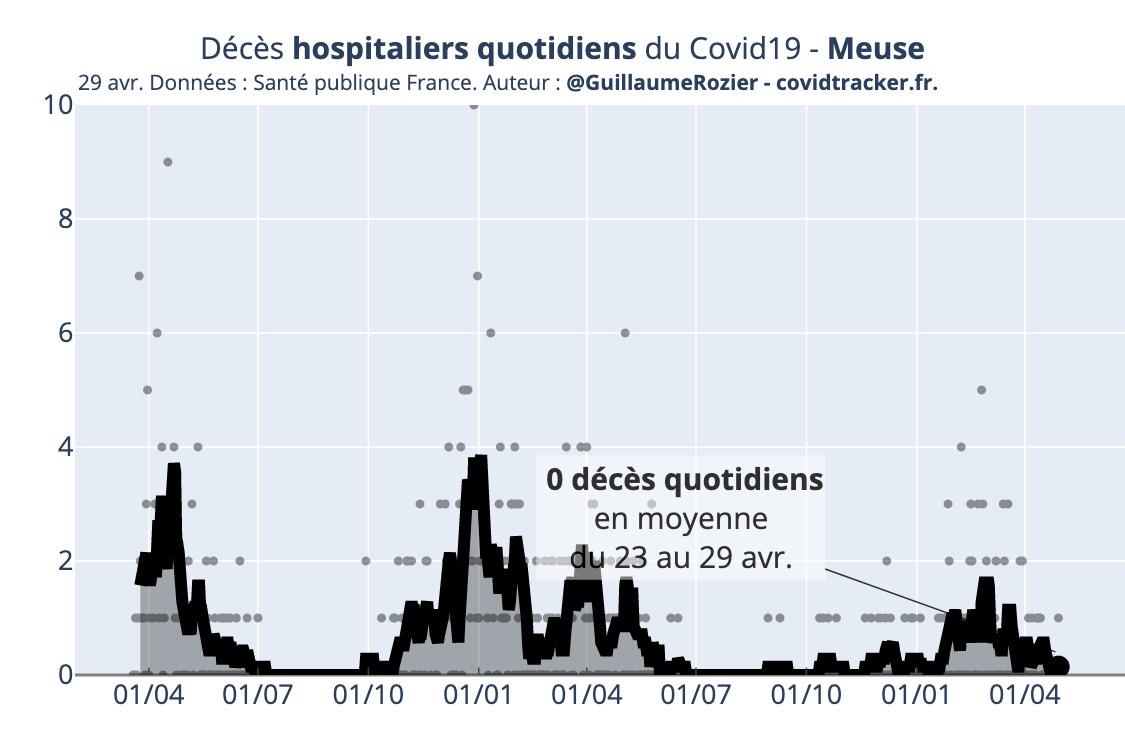 Décès hospitaliers quotidiens du Covid19 - Meuse
29 avr. Données : Santé publique France. Auteur : @GuillaumeRozier - covidtracker.fr.
10
8
6
4
2
0
0 décès quotidiens
en moyenne
du 23 au 29 avr.
01/04 01/07 01/10 01/01 01/04 01/07 01/10 01/01 01/04